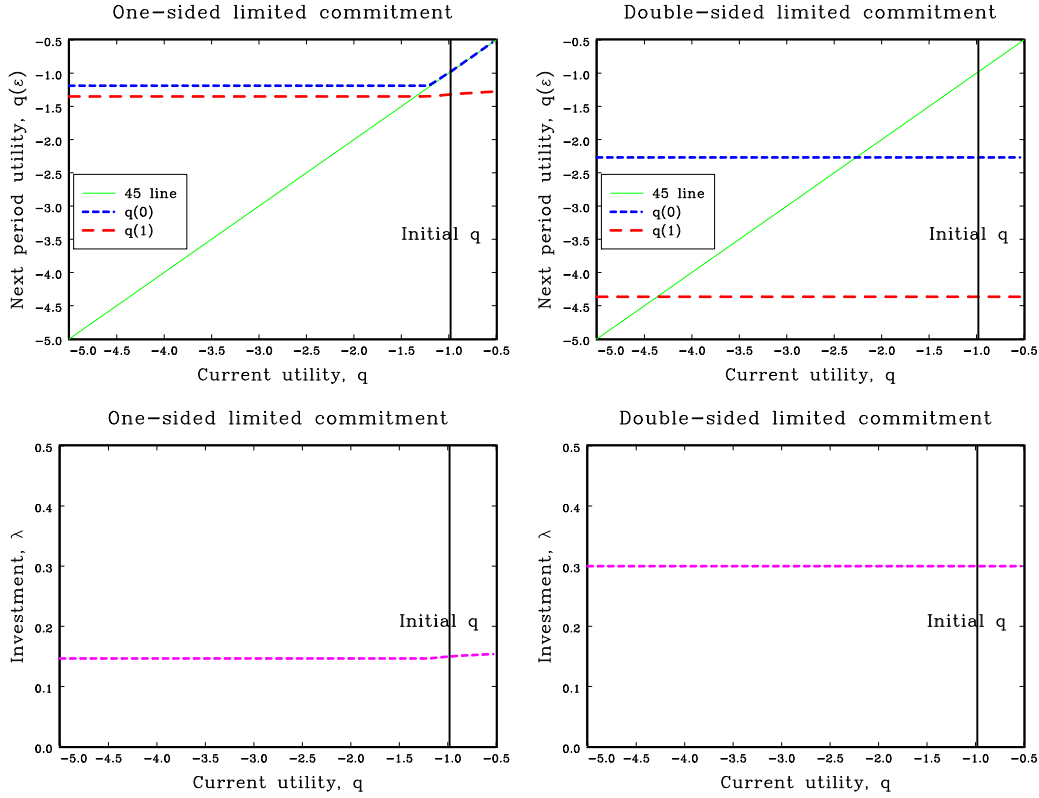 One−sided limited commitment
Next period utility, q(ε)
−0.5
−1.0
−1.5
−2.0
−2.5
−3.0
−3.5
−4.0
−4.5
−5.0
45 line
q(0)
q(1)
Initial q
−5.0 −4.5 −4.0 −3.5 −3.0 −2.5 −2.0 −1.5 −1.0 −0.5
Current utility, q
Double−sided limited commitment
Next period utility, q(ε)
−0.5
−1.0
−1.5
−2.0
−2.5
−3.0
−3.5
−4.0
−4.5
−5.0
45 line
q(0)
q(1)
Initial q
−5.0 −4.5 −4.0 −3.5 −3.0 −2.5 −2.0 −1.5 −1.0 −0.5
Current utility, q
One−sided limited commitment
Investment, λ
0.5
0.4
0.3
0.2
0.1
0.0
Initial q
−5.0 −4.5 −4.0 −3.5 −3.0 −2.5 −2.0 −1.5 −1.0 −0.5
Current utility, q
Double−sided limited commitment
Investment, λ
0.5
0.4
0.3
0.2
0.1
0.0
Initial q
−5.0 −4.5 −4.0 −3.5 −3.0 −2.5 −2.0 −1.5 −1.0 −0.5
Current utility, q